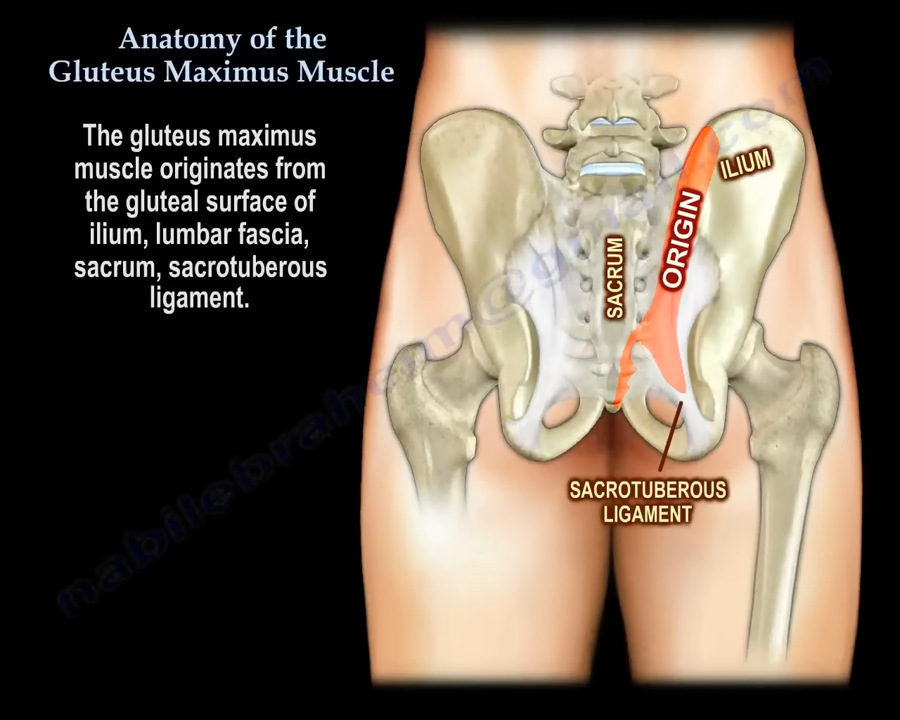 Anatomy of the
Gluteus Maximus Muscle
The gluteus maximus
muscle originates from
the gluteal surface of
ilium, lumbar fascia,
sacrum, sacrotuberous
ligament.
ILIUM
ORIGIN
SACRUM
SACROTUBEROUS
LIGAMENT